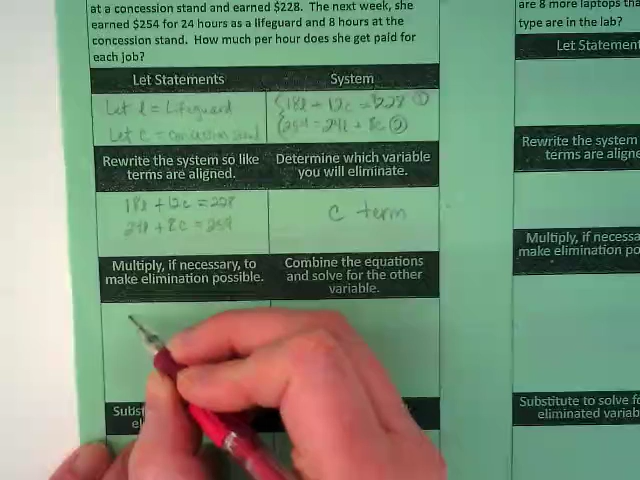 at a concession stand and earned $228. The next week, she
earned $254 for 24 hours as a lifeguard and 8 hours at the
concession stand. How much per hour does she get paid for
each job?
Let Statements
System
Let l = Lifeguard
Let c = concession stand
18l + 12c = 228 ①
254 = 24l + 8c ②
Rewrite the system so like
terms are aligned.
Determine which variable
you will eliminate.
18l + 12c = 228
24l + 8c = 254
c term
Multiply, if necessary, to
make elimination possible.
Combine the equations
and solve for the other
variable.
are 8 more laptops tha
type are in the lab?
Let Statement
Rewrite the system
terms are aligne
Multiply, if necessa
make elimination po
Substitute to solve fo
eliminated variab